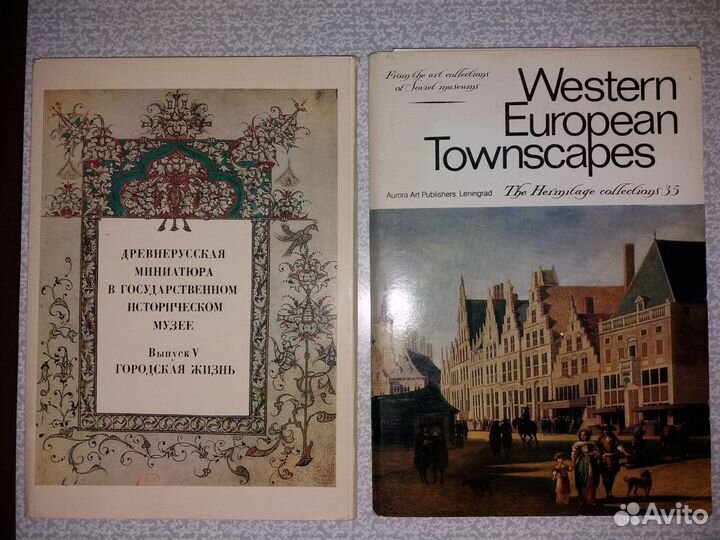 ДРЕВНЕРУССКАЯ
МИНИАТЮРА
В ГОСУДАРСТВЕННОМ
ИСТОРИЧЕСКОМ
МУЗЕЕ
Выпуск V
ГОРОДСКАЯ ЖИЗНЬ
From the art collections
of Soviet museums
Western
European
Townscapes
Aurora Art Publishers. Leningrad
The Hermitage collections 35
Avito